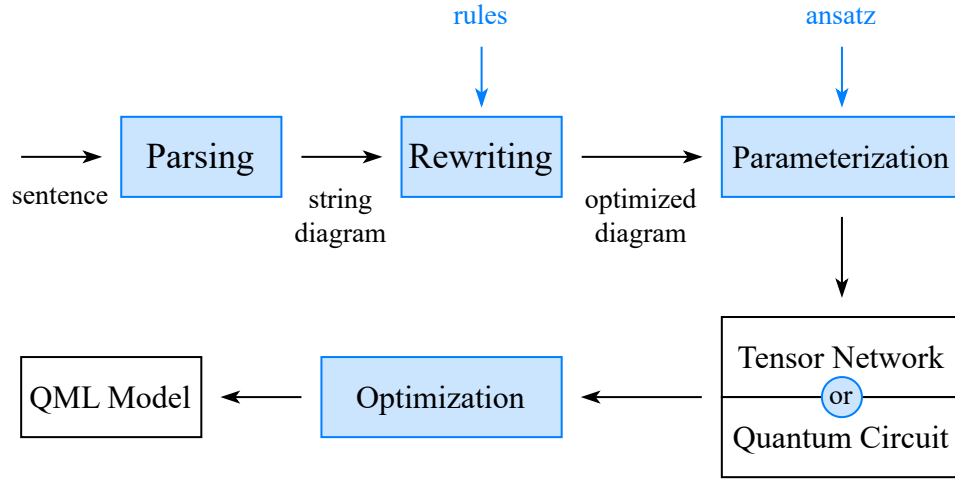 rules
ansatz
Parsing
Rewriting
Parameterization
sentence
string
diagram
optimized
diagram
QML Model
Optimization
Tensor Network
or
Quantum Circuit